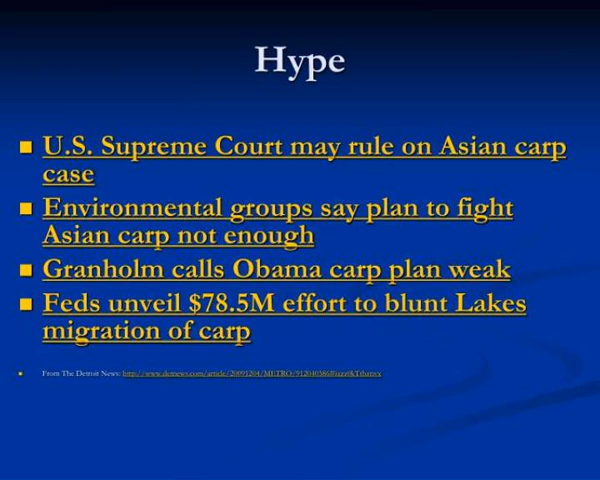 Hype
U.S. Supreme Court may rule on Asian carp
case
Environmental groups say plan to fight
Asian carp not enough
Granholm calls Obama carp plan weak
Feds unveil $78.5M effort to blunt Lakes
migration of carp
From The Detroit News: